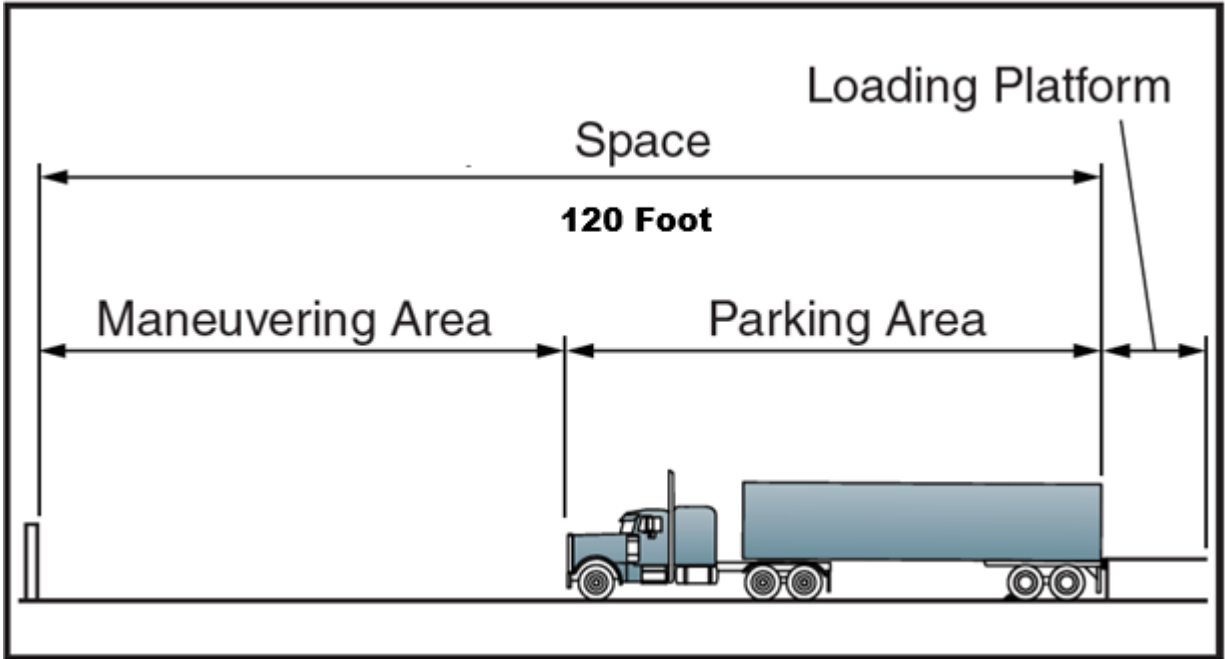 Loading Platform
Space
120 Foot
Maneuvering Area
Parking Area